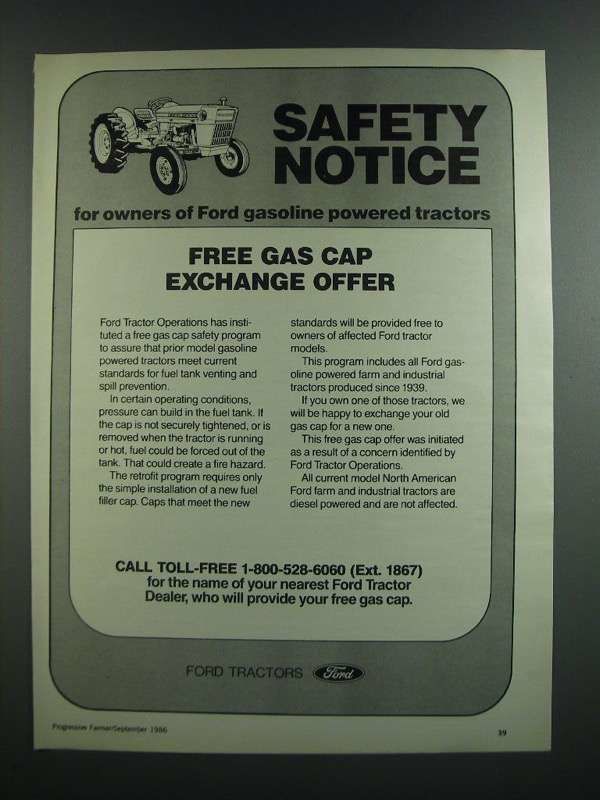 SAFETY
NOTICE
for owners of Ford gasoline powered tractors
FREE GAS CAP
EXCHANGE OFFER
Ford Tractor Operations has insti-
tuted a free gas cap safety program
to assure that prior model gasoline
powered tractors meet current
standards for fuel tank venting and
spill prevention.
In certain operating conditions,
pressure can build in the fuel tank. If
the cap is not securely tightened, or is
removed when the tractor is running
or hot, fuel could be forced out of the
tank. That could create a fire hazard.
The retrofit program requires only
the simple installation of a new fuel
filler cap. Caps that meet the new
standards will be provided free to
owners of affected Ford tractor
models.
This program includes all Ford gas-
oline powered farm and industrial
tractors produced since 1939.
If you own one of those tractors, we
will be happy to exchange your old
gas cap for a new one.
This free gas cap offer was initiated
as a result of a concern identified by
Ford Tractor Operations.
All current model North American
Ford farm and industrial tractors are
diesel powered and are not affected.
CALL TOLL-FREE 1-800-528-6060 (Ext. 1867)
for the name of your nearest Ford Tractor
Dealer, who will provide your free gas cap.
FORD TRACTORS Ford
Progressive Farmer/September 1986
39